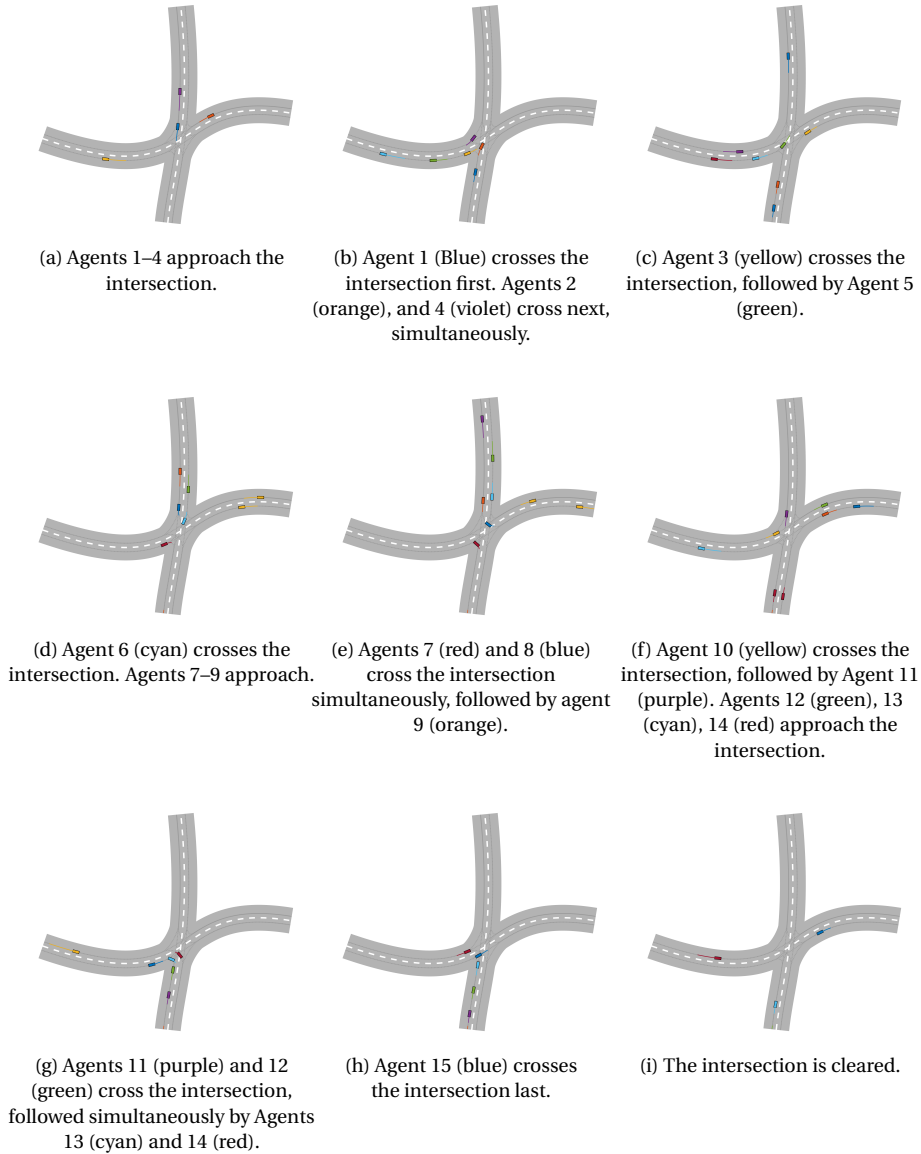 (a) Agents 1–4 approach the
intersection.
(b) Agent 1 (Blue) crosses the
intersection first. Agents 2
(orange), and 4 (violet) cross next,
simultaneously.
(c) Agent 3 (yellow) crosses the
intersection, followed by Agent 5
(green).
(d) Agent 6 (cyan) crosses the
intersection. Agents 7–9 approach.
(e) Agents 7 (red) and 8 (blue)
cross the intersection
simultaneously, followed by agent
9 (orange).
(f) Agent 10 (yellow) crosses the
intersection, followed by Agent 11
(purple). Agents 12 (green), 13
(cyan), 14 (red) approach the
intersection.
(g) Agents 11 (purple) and 12
(green) cross the intersection,
followed simultaneously by Agents
13 (cyan) and 14 (red).
(h) Agent 15 (blue) crosses
the intersection last.
(i) The intersection is cleared.